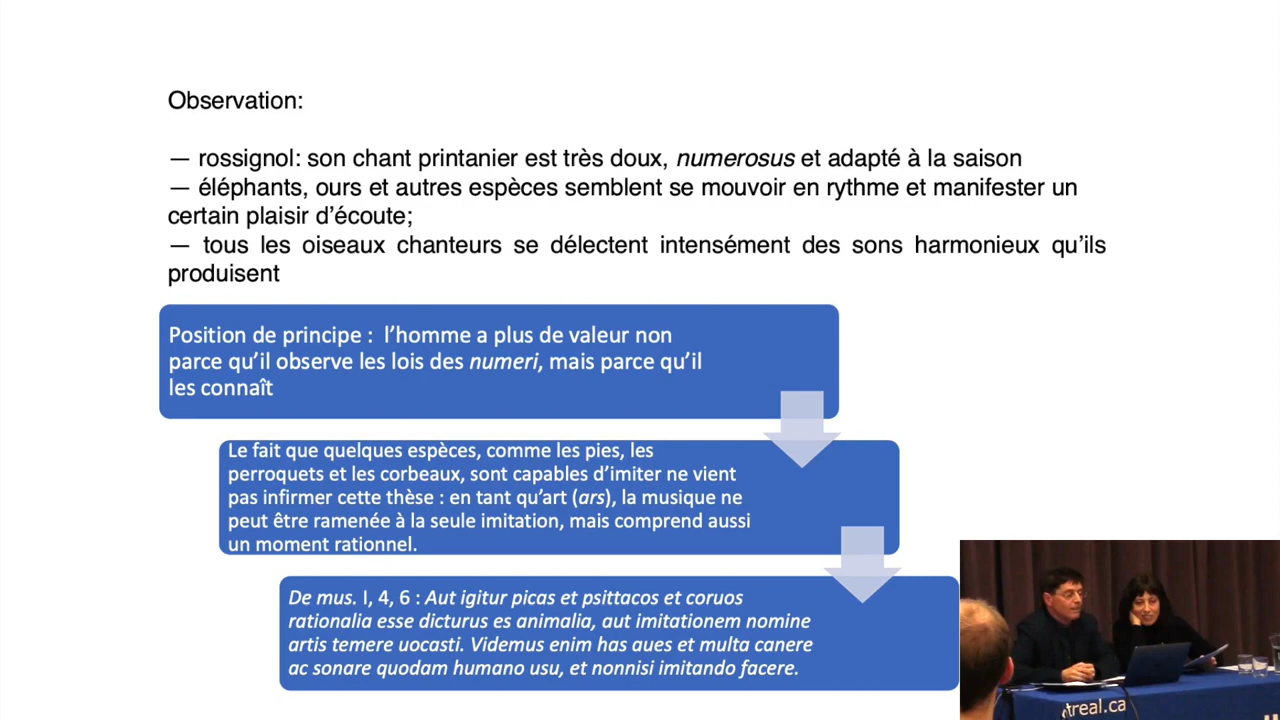 Observation:
— rossignol: son chant printanier est très doux, numerosus et adapté à la saison
— éléphants, ours et autres espèces semblent se mouvoir en rythme et manifester un
certain plaisir d’écoute;
— tous les oiseaux chanteurs se délectent intensément des sons harmonieux qu’ils
produisent
Position de principe : l’homme a plus de valeur non
parce qu’il observe les lois des numeri, mais parce qu’il
les connaît
Le fait que quelques espèces, comme les pies, les
perroquets et les corbeaux, sont capables d’imiter ne vient
pas infirmer cette thèse : en tant qu’art (ars), la musique ne
peut être ramenée à la seule imitation, mais comprend aussi
un moment rationnel.
De mus. I, 4, 6 : Aut igitur picas et psittacos et coruos
rationalia esse dicturus es animalia, aut imitationem nomine
artis temere uocasti. Videmus enim has aues et multa canere
ac sonare quodam humano usu, et nonnisi imitando facere.
treal.ca